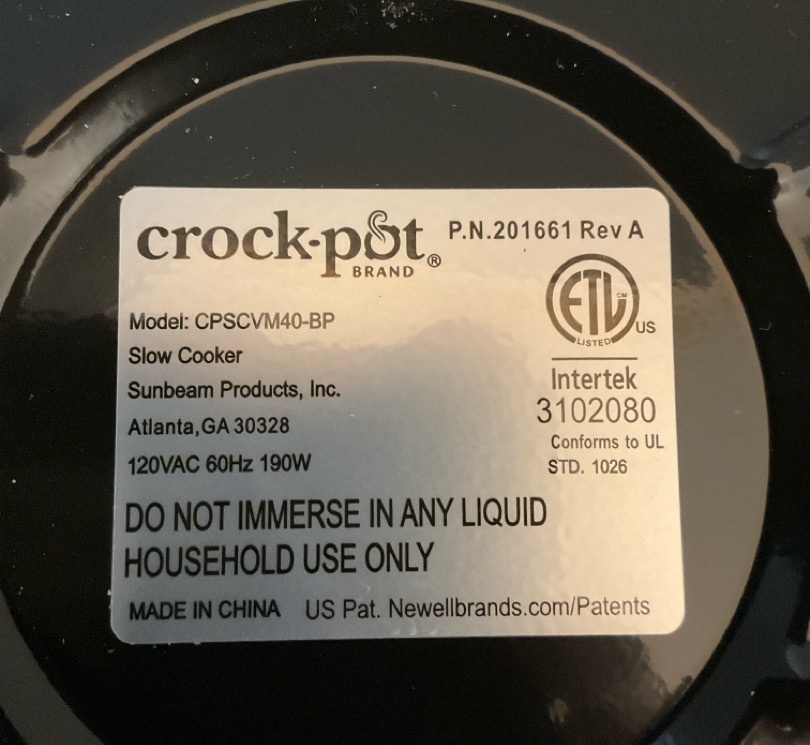 crock-pot®
BRAND
P.N.201661 Rev A
ETL CM
US
LISTED
Intertek
3102080
Conforms to UL
STD. 1026
Model: CPSCVM40-BP
Slow Cooker
Sunbeam Products, Inc.
Atlanta,GA 30328
120VAC 60Hz 190W
DO NOT IMMERSE IN ANY LIQUID
HOUSEHOLD USE ONLY
MADE IN CHINA US Pat. Newellbrands.com/Patents